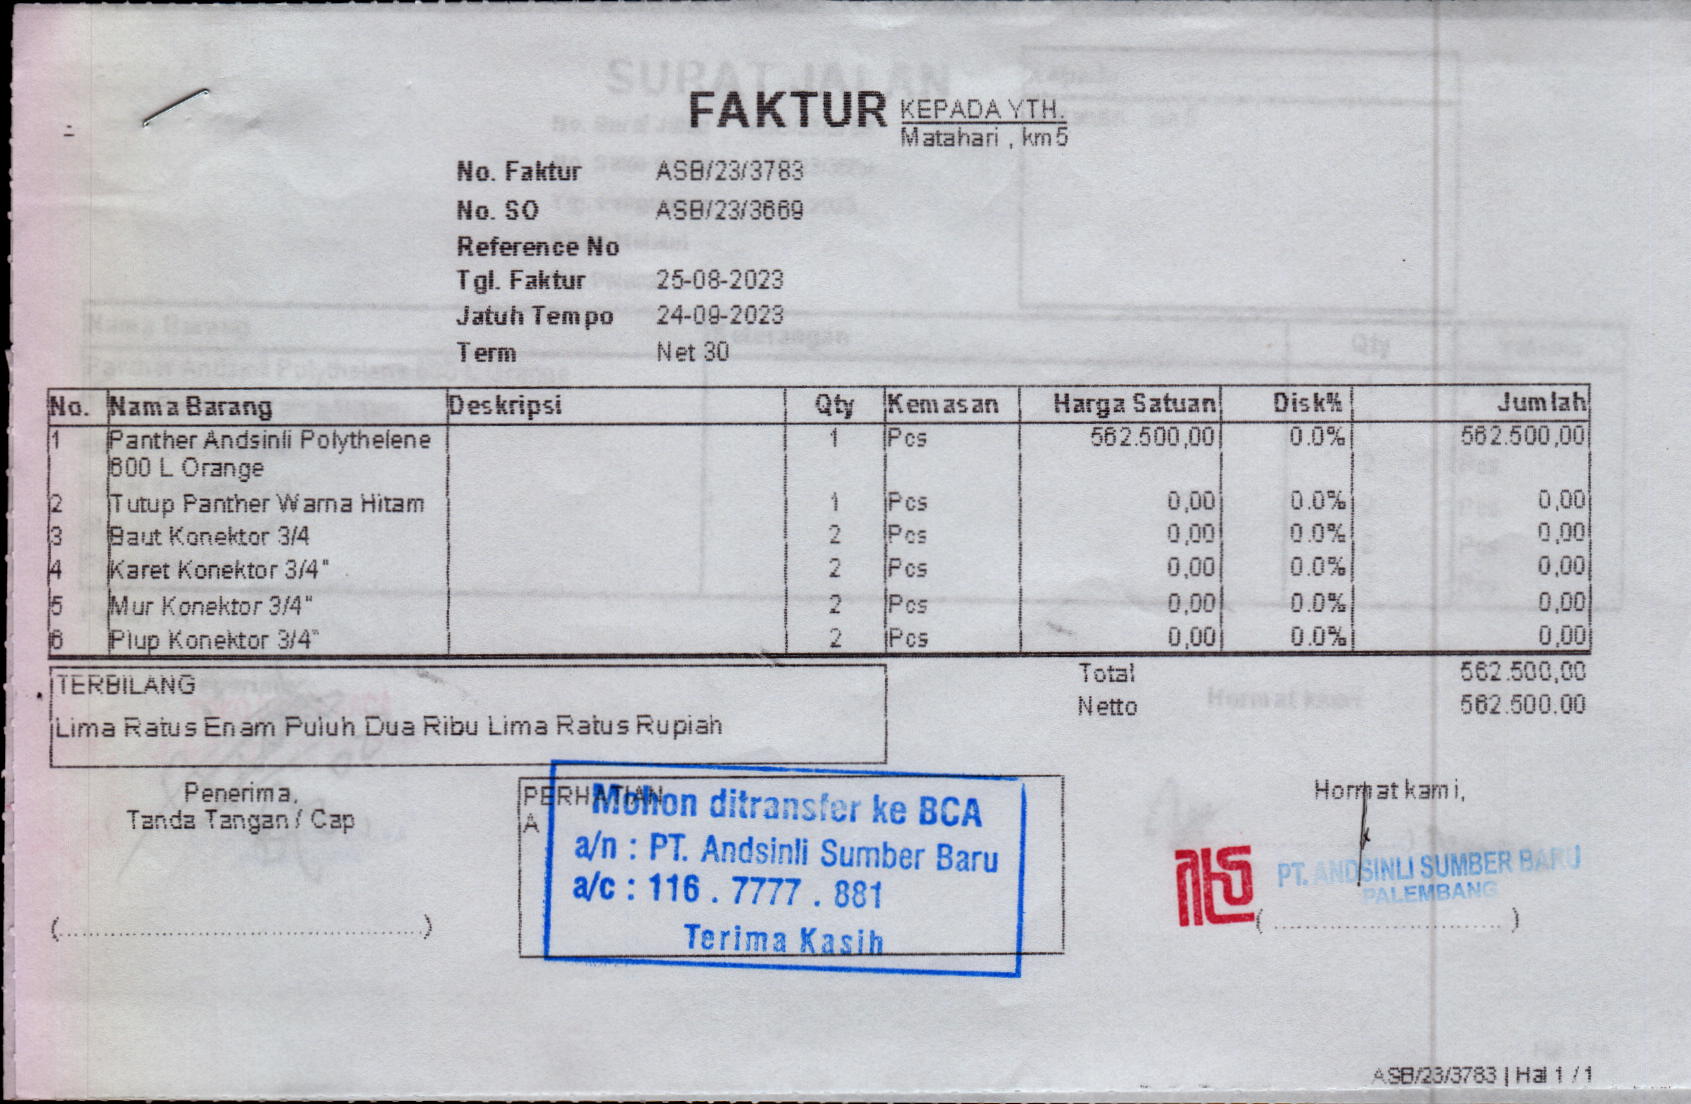 FAKTUR
KEPADA YTH.
Matahari , km5
No. Faktur ASB/23/3783
No. SO ASB/23/3669
Reference No
Tgl. Faktur 25-08-2023
Jatuh Tempo 24-09-2023
Term Net 30
No. Nama Barang Deskripsi Qty Kemasan Harga Satuan Disk% Jumlah
1 Panther Andsinli Polythelene 1 Pcs 562.500,00 0.0% 562.500,00
600 L Orange
2 Tutup Panther Warna Hitam 1 Pcs 0,00 0.0% 0,00
3 Baut Konektor 3/4 2 Pcs 0,00 0.0% 0,00
4 Karet Konektor 3/4" 2 Pcs 0,00 0.0% 0,00
5 Mur Konektor 3/4" 2 Pcs 0,00 0.0% 0,00
6 Plup Konektor 3/4" 2 Pcs 0,00 0.0% 0,00
TERBILANG
Lima Ratus Enam Puluh Dua Ribu Lima Ratus Rupiah
Total 562.500,00
Netto 562.500.00
Penerima,
Tanda Tangan / Cap
(....................................................)
PERHATIAN
A
Mohon ditransfer ke BCA
a/n : PT. Andsinli Sumber Baru
a/c : 116 . 7777 . 881
Terima Kasih
Hormat kami,
PT. ANDSINLI SUMBER BARU
PALEMBANG
(....................................)
ASB/23/3783 | Hal 1 / 1